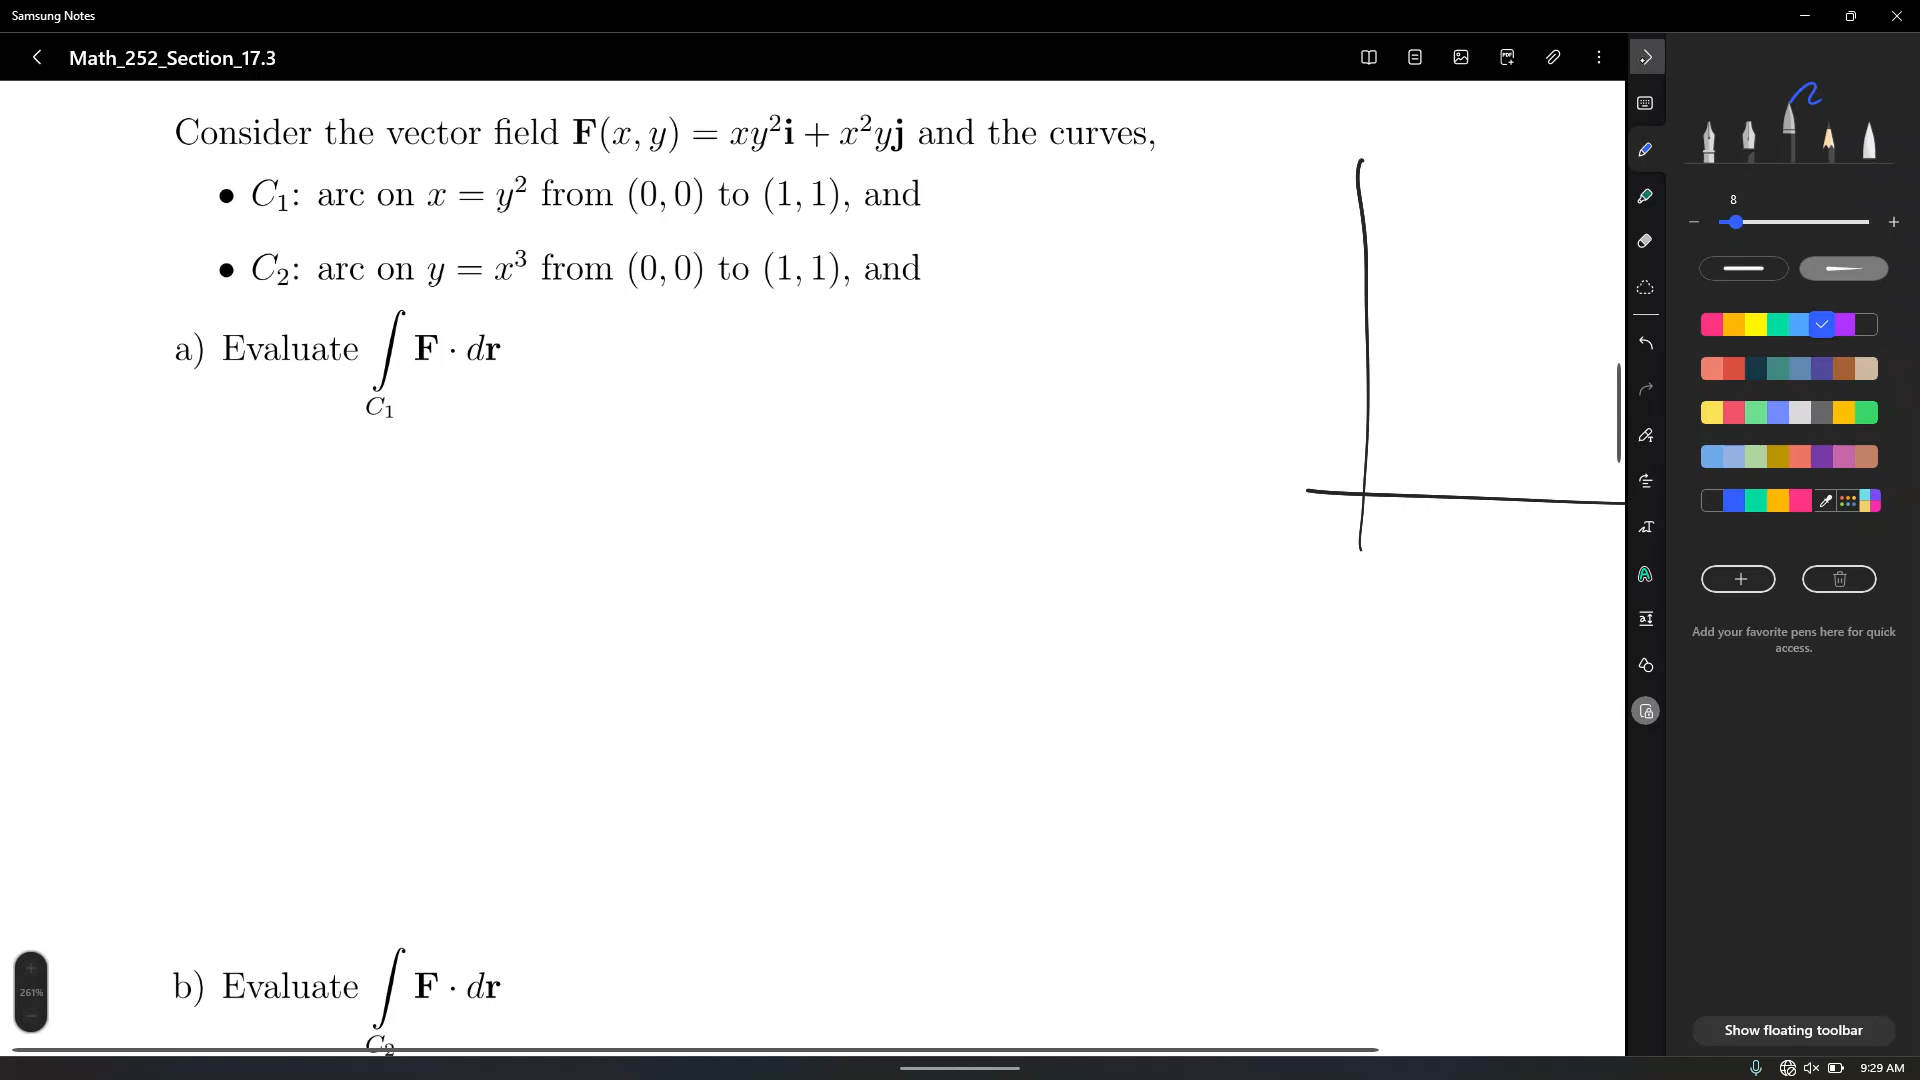 Samsung Notes
Math_252_Section_17.3
Consider the vector field F(x, y) = xy²i + x²yj and the curves,
• C₁: arc on x = y² from (0, 0) to (1, 1), and
• C₂: arc on y = x³ from (0, 0) to (1, 1), and
a) Evaluate ∫ F · dr
C₁
b) Evaluate ∫ F · dr
C₂
261%
8
PDF
Add your favorite pens here for quick
access.
Show floating toolbar
9:29 AM